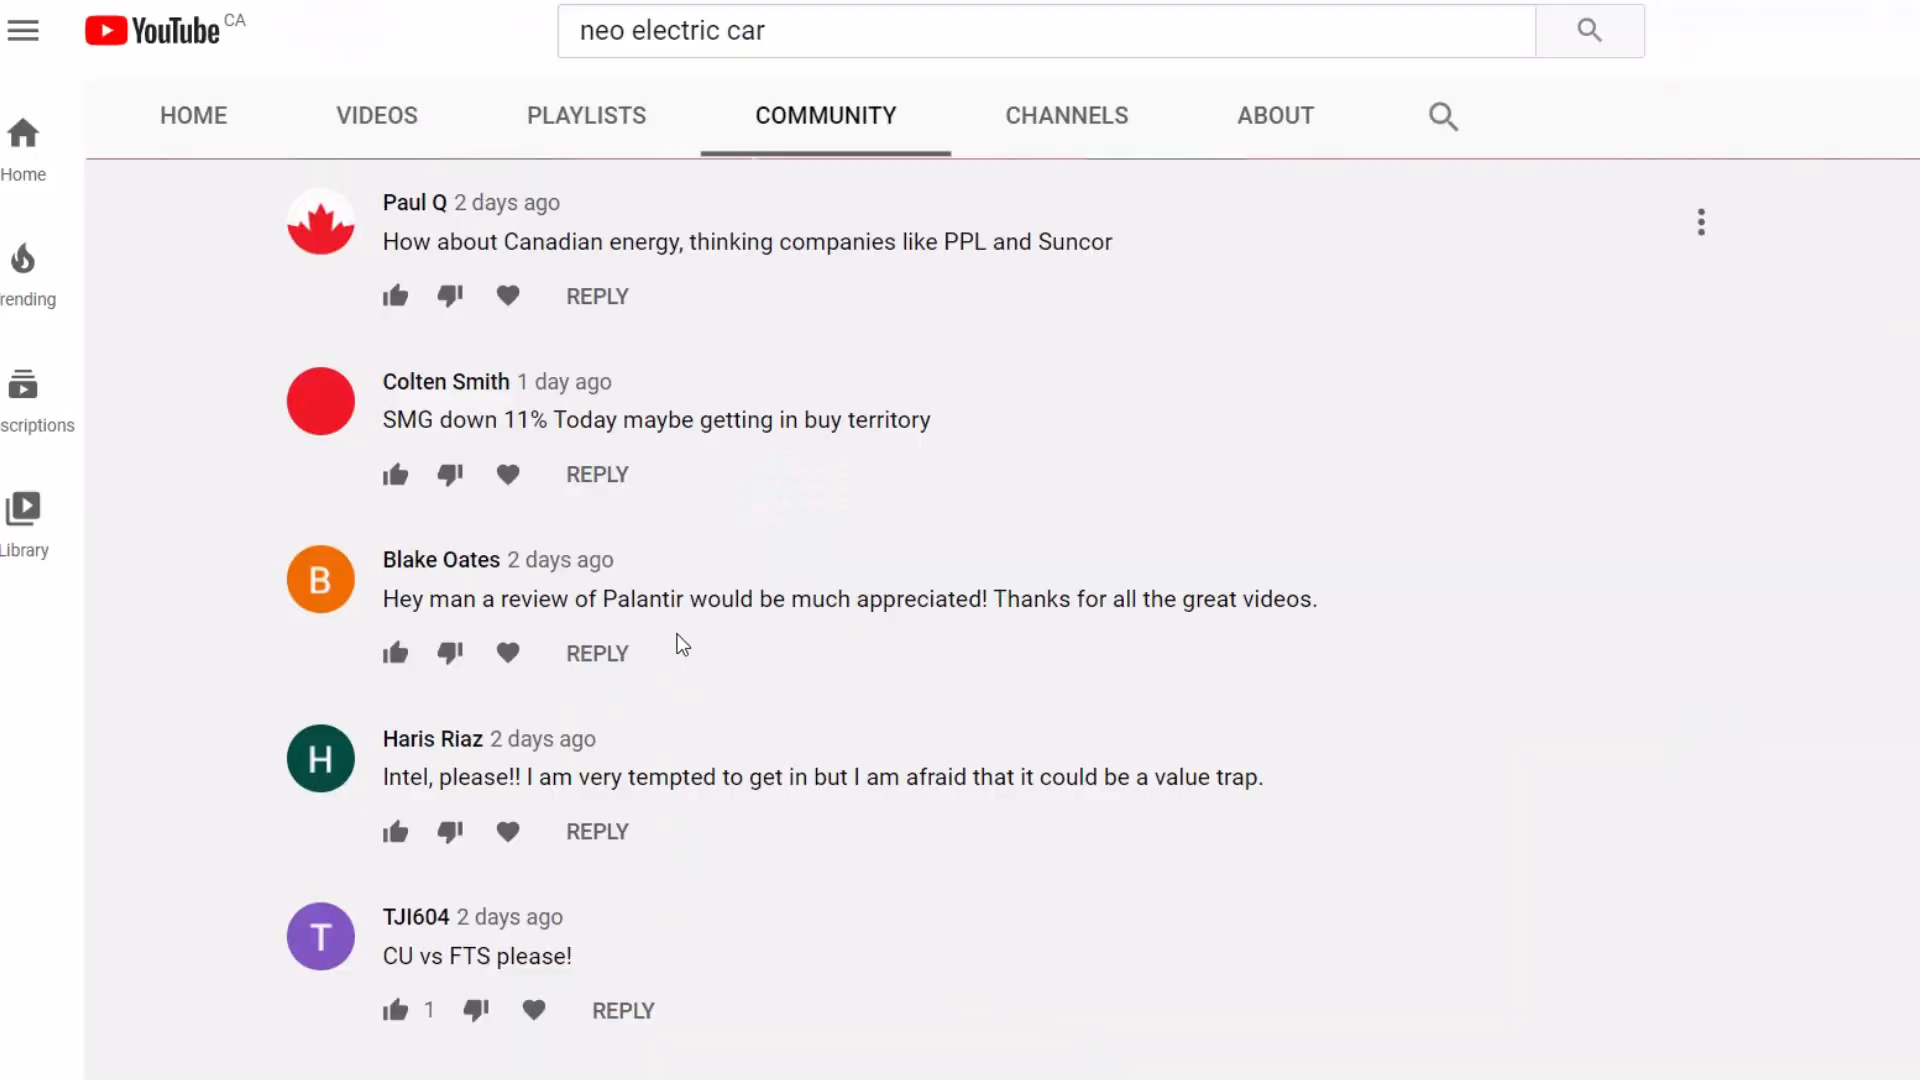 YouTube CA
neo electric car
HOME VIDEOS PLAYLISTS COMMUNITY CHANNELS ABOUT
Home
rending
scriptions
Library
Paul Q 2 days ago
How about Canadian energy, thinking companies like PPL and Suncor
REPLY
Colten Smith 1 day ago
SMG down 11% Today maybe getting in buy territory
REPLY
B
Blake Oates 2 days ago
Hey man a review of Palantir would be much appreciated! Thanks for all the great videos.
REPLY
H
Haris Riaz 2 days ago
Intel, please!! I am very tempted to get in but I am afraid that it could be a value trap.
REPLY
T
TJI604 2 days ago
CU vs FTS please!
1 REPLY